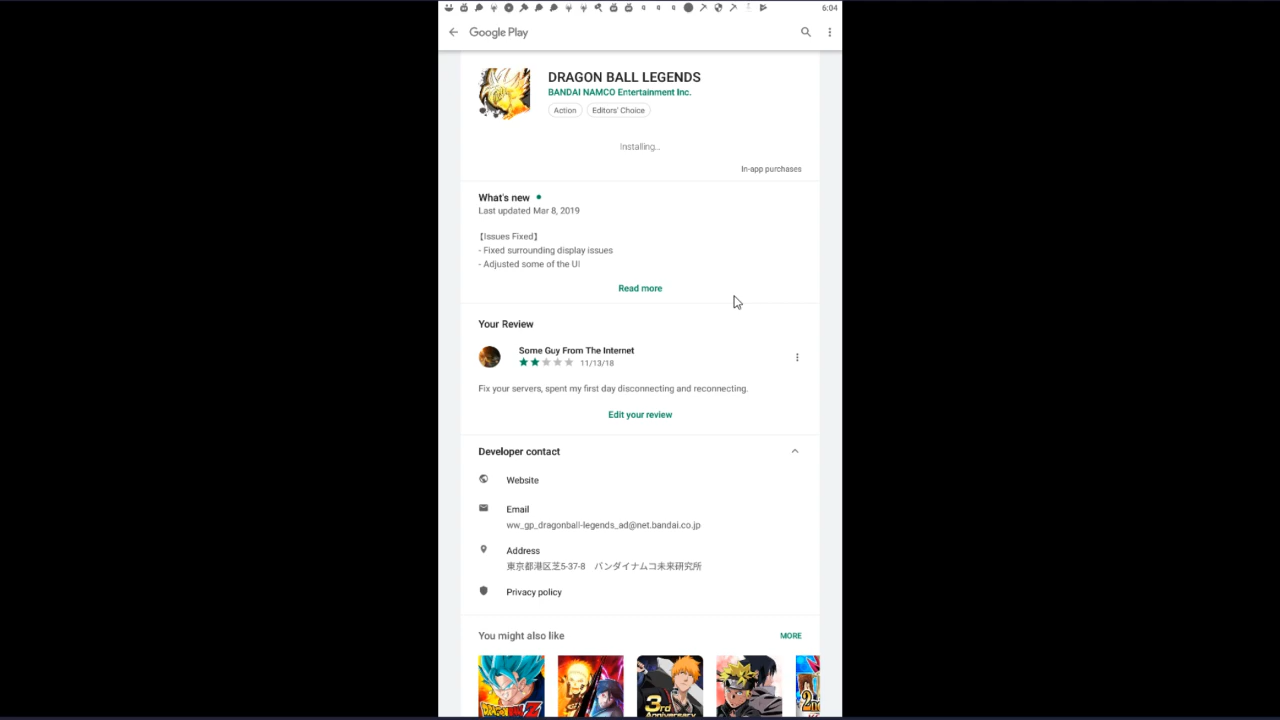 6:04
Google Play
DRAGON BALL LEGENDS
BANDAI NAMCO Entertainment Inc.
Action
Editors' Choice
Installing...
In-app purchases
What's new
Last updated Mar 8, 2019
【Issues Fixed】
- Fixed surrounding display issues
- Adjusted some of the UI
Read more
Your Review
Some Guy From The Internet
11/13/18
Fix your servers, spent my first day disconnecting and reconnecting.
Edit your review
Developer contact
Website
Email
ww_gp_dragonball-legends_ad@net.bandai.co.jp
Address
東京都港区芝5-37-8　バンダイナムコ未来研究所
Privacy policy
You might also like
MORE
3rd
Anniversary
DRAGONBALL Z